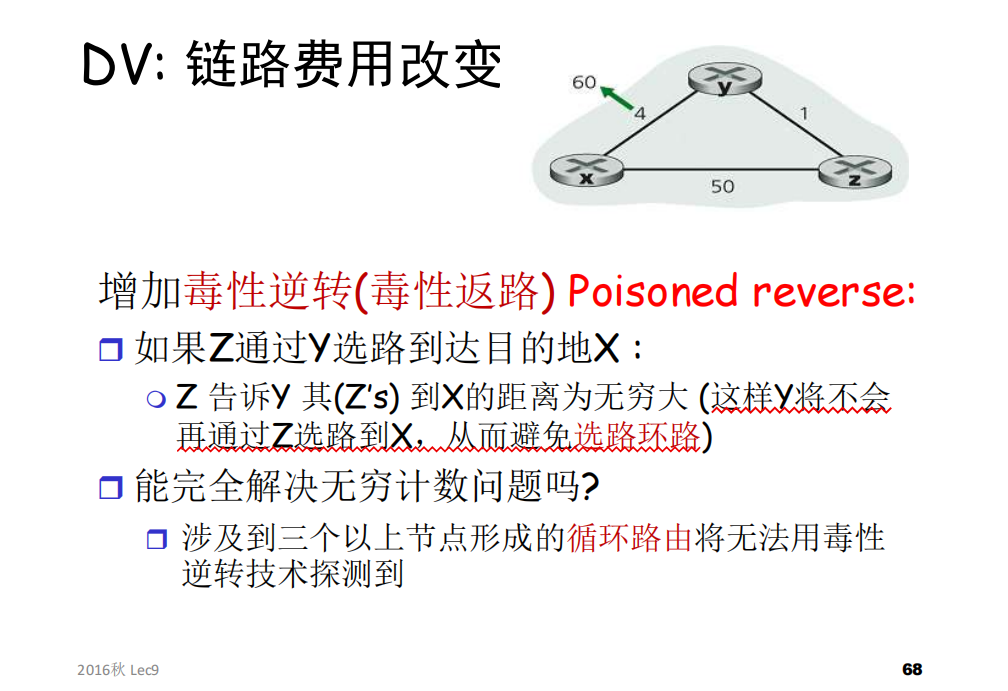 DV: 链路费用改变
60
4
y
1
x
z
50
增加毒性逆转(毒性返路) Poisoned reverse:
如果Z通过Y选路到达目的地X :
Z 告诉Y 其(Z's) 到X的距离为无穷大 (这样Y将不会
再通过Z选路到X，从而避免选路环路)
能完全解决无穷计数问题吗?
涉及到三个以上节点形成的循环路由将无法用毒性
逆转技术探测到
2016秋 Lec9
68